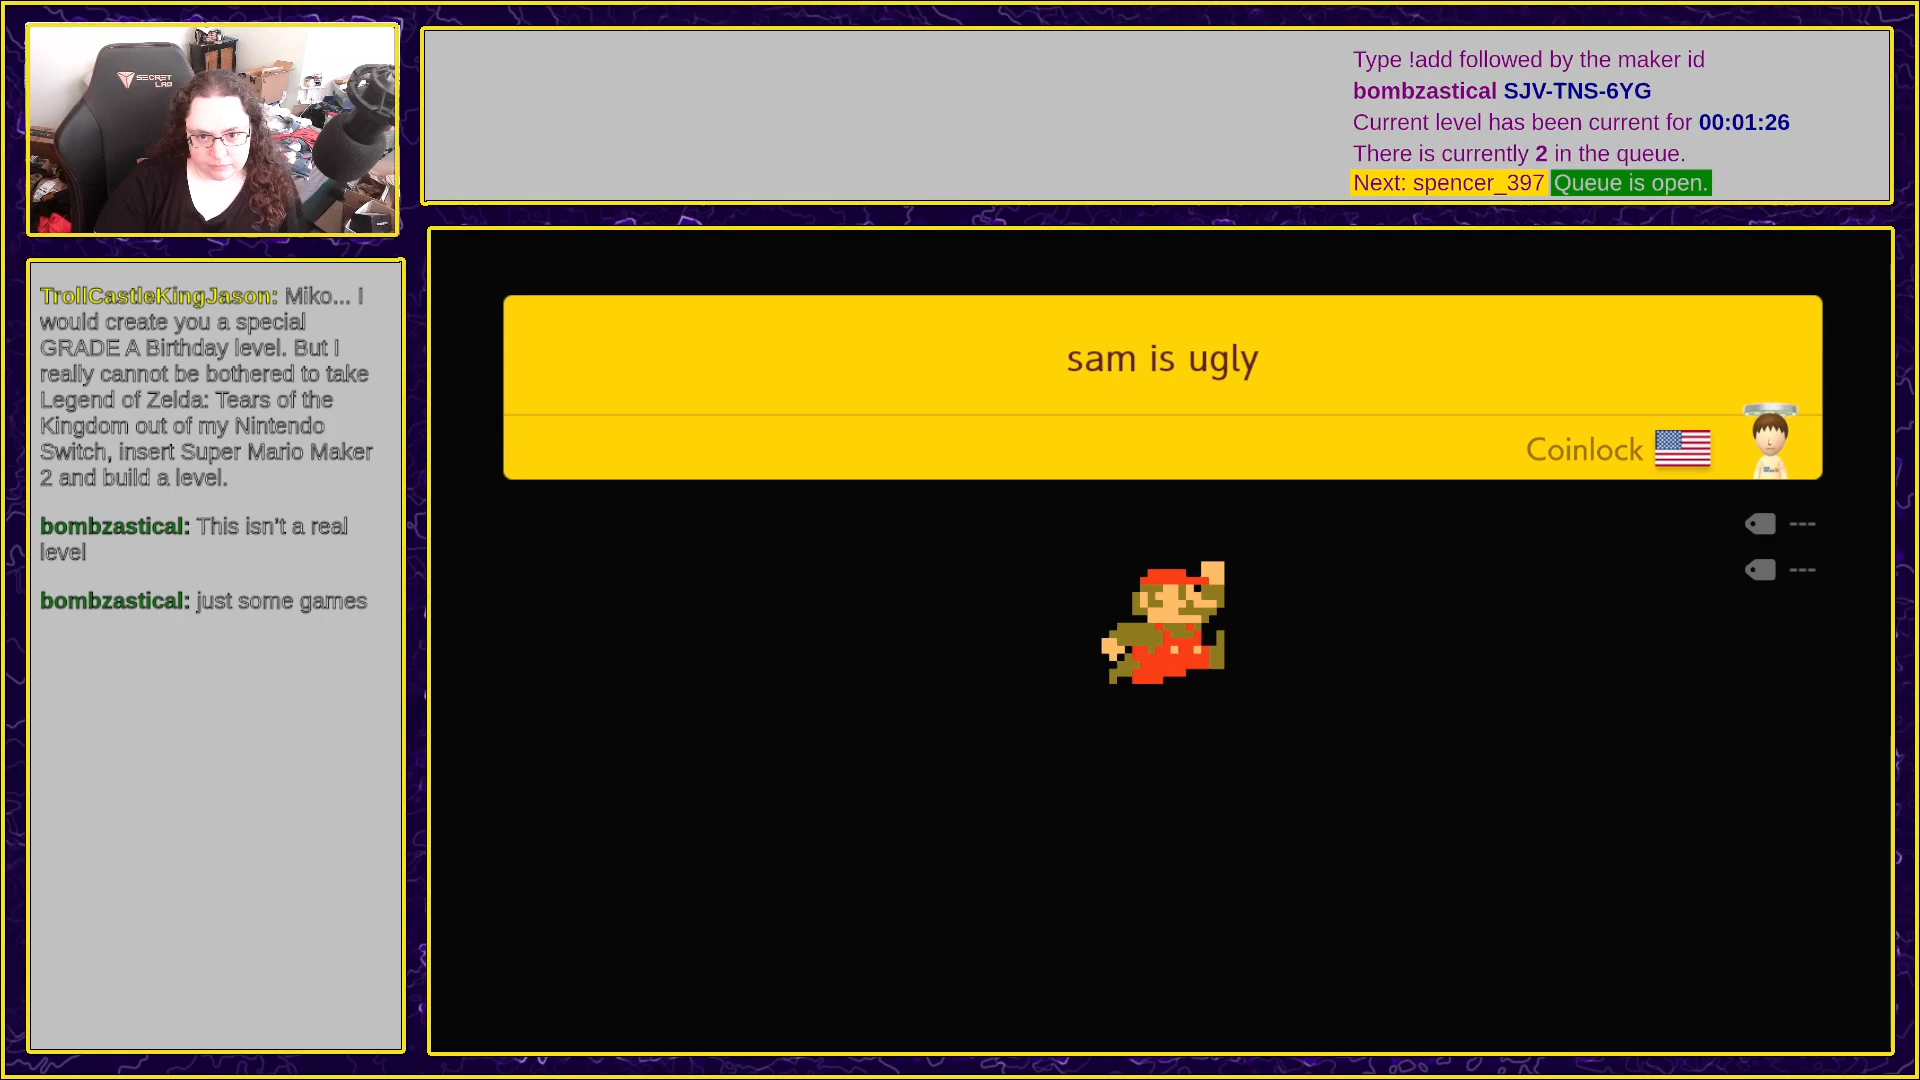 SECRET
LAB
Type !add followed by the maker id
bombzastical SJV-TNS-6YG
Current level has been current for 00:01:26
There is currently 2 in the queue.
Next: spencer_397 Queue is open.
TrollCastleKingJason: Miko... I
would create you a special
GRADE A Birthday level. But I
really cannot be bothered to take
Legend of Zelda: Tears of the
Kingdom out of my Nintendo
Switch, insert Super Mario Maker
2 and build a level.
bombzastical: This isn't a real
level
bombzastical: just some games
sam is ugly
Coinlock
---
---